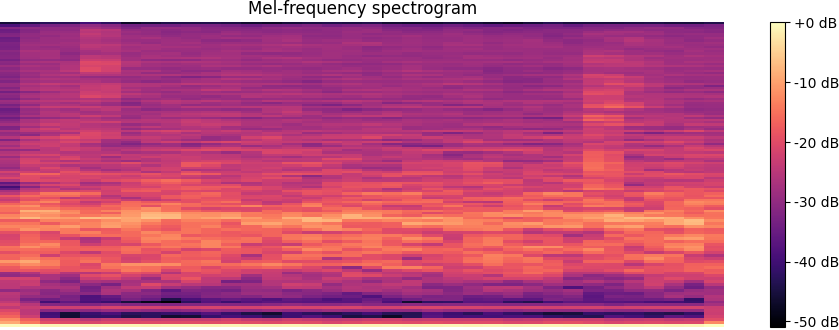 Mel-frequency spectrogram
+0 dB
-10 dB
-20 dB
-30 dB
-40 dB
-50 dB